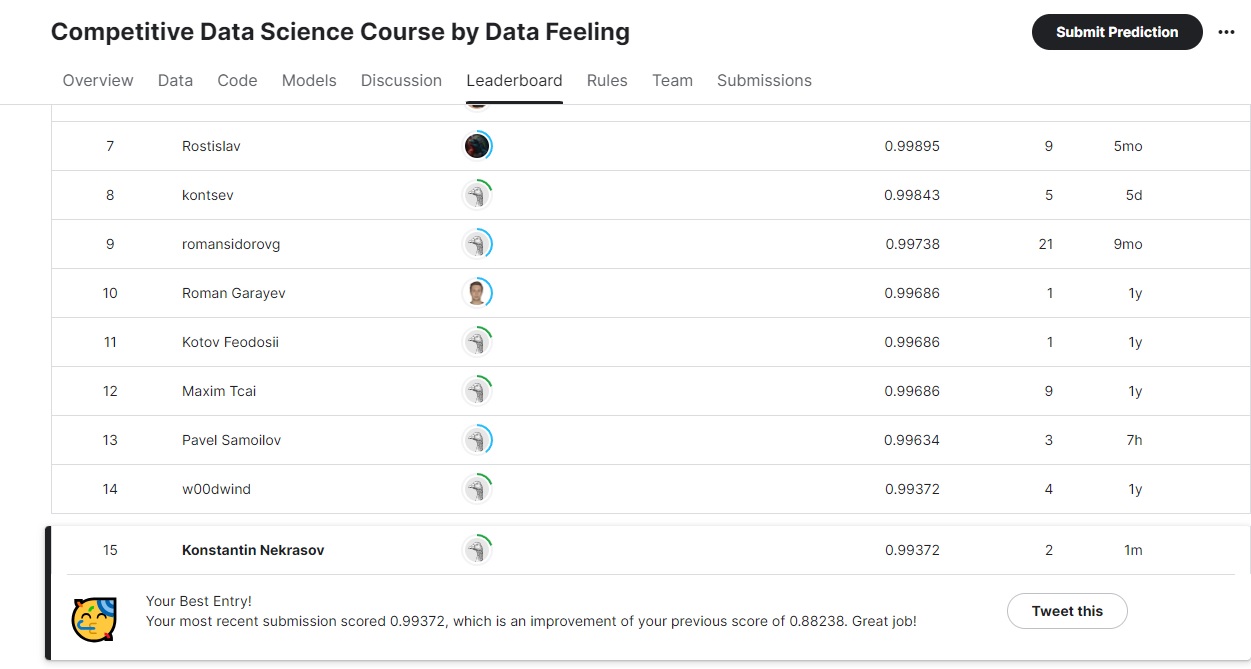 Competitive Data Science Course by Data Feeling
Submit Prediction
Overview Data Code Models Discussion Leaderboard Rules Team Submissions
7 Rostislav 0.99895 9 5mo
8 kontsev 0.99843 5 5d
9 romansidorovg 0.99738 21 9mo
10 Roman Garayev 0.99686 1 1y
11 Kotov Feodosii 0.99686 1 1y
12 Maxim Tcai 0.99686 9 1y
13 Pavel Samoilov 0.99634 3 7h
14 w00dwind 0.99372 4 1y
15 Konstantin Nekrasov 0.99372 2 1m
Your Best Entry!
Your most recent submission scored 0.99372, which is an improvement of your previous score of 0.88238. Great job!
Tweet this